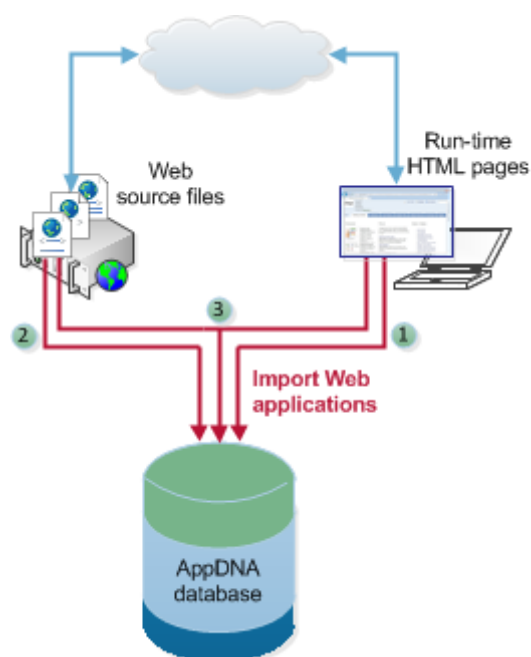 Web
source files
Run-time
HTML pages
2
3
1
Import Web
applications
AppDNA
database